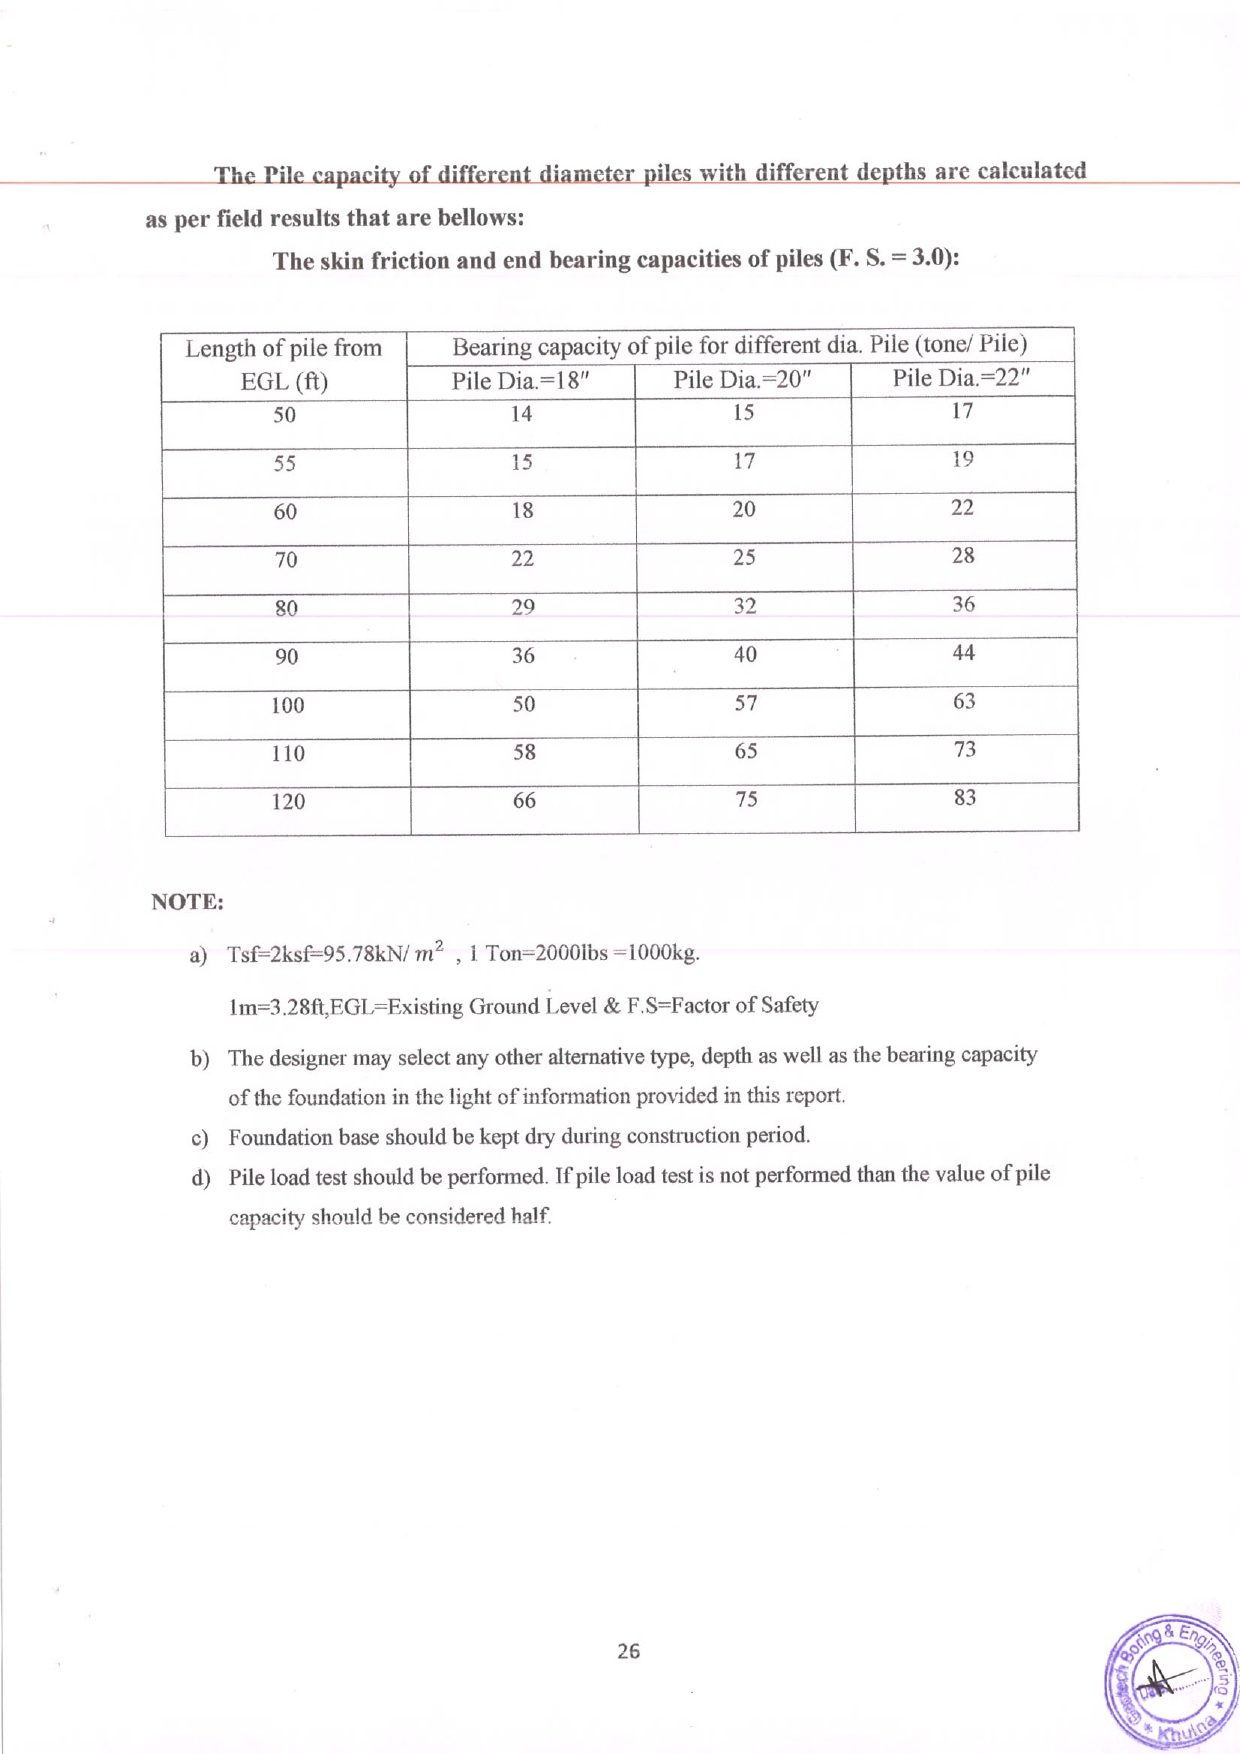 The Pile capacity of different diameter piles with different depths are calculated
as per field results that are bellows:
The skin friction and end bearing capacities of piles (F. S. = 3.0):
Length of pile from EGL (ft) Bearing capacity of pile for different dia. Pile (tone/ Pile)
Pile Dia.=18" Pile Dia.=20" Pile Dia.=22"
50 14 15 17
55 15 17 19
60 18 20 22
70 22 25 28
80 29 32 36
90 36 40 44
100 50 57 63
110 58 65 73
120 66 75 83
NOTE:
a) Tsf=2ksf=95.78kN/ m² , 1 Ton=2000lbs =1000kg.
1m=3.28ft,EGL=Existing Ground Level & F.S=Factor of Safety
b) The designer may select any other alternative type, depth as well as the bearing capacity
of the foundation in the light of information provided in this report.
c) Foundation base should be kept dry during construction period.
d) Pile load test should be performed. If pile load test is not performed than the value of pile
capacity should be considered half.
26
Boring & Engineering
* Khulna *